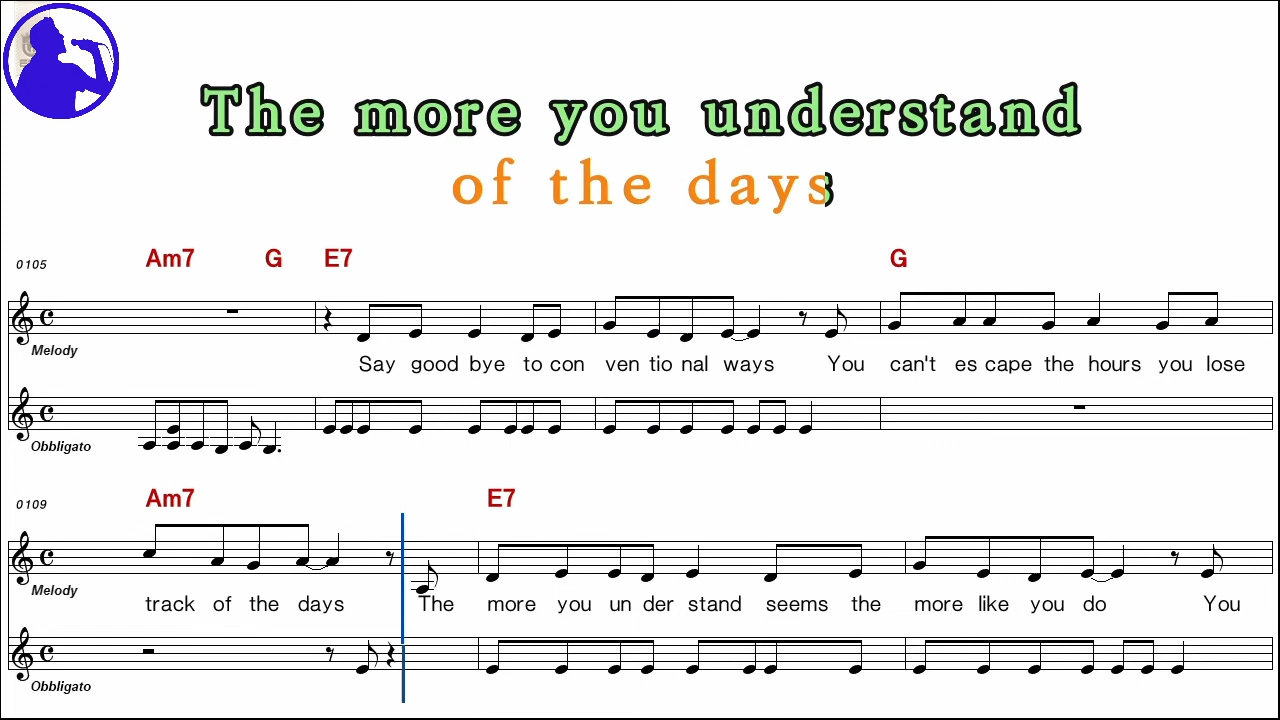 The more you understand
of the days
0105 Am7 G E7 G
Melody
Say good bye to con ven tio nal ways You can't es cape the hours you lose
Obbligato
0109 Am7 E7
Melody
track of the days The more you un der stand seems the more like you do You
Obbligato